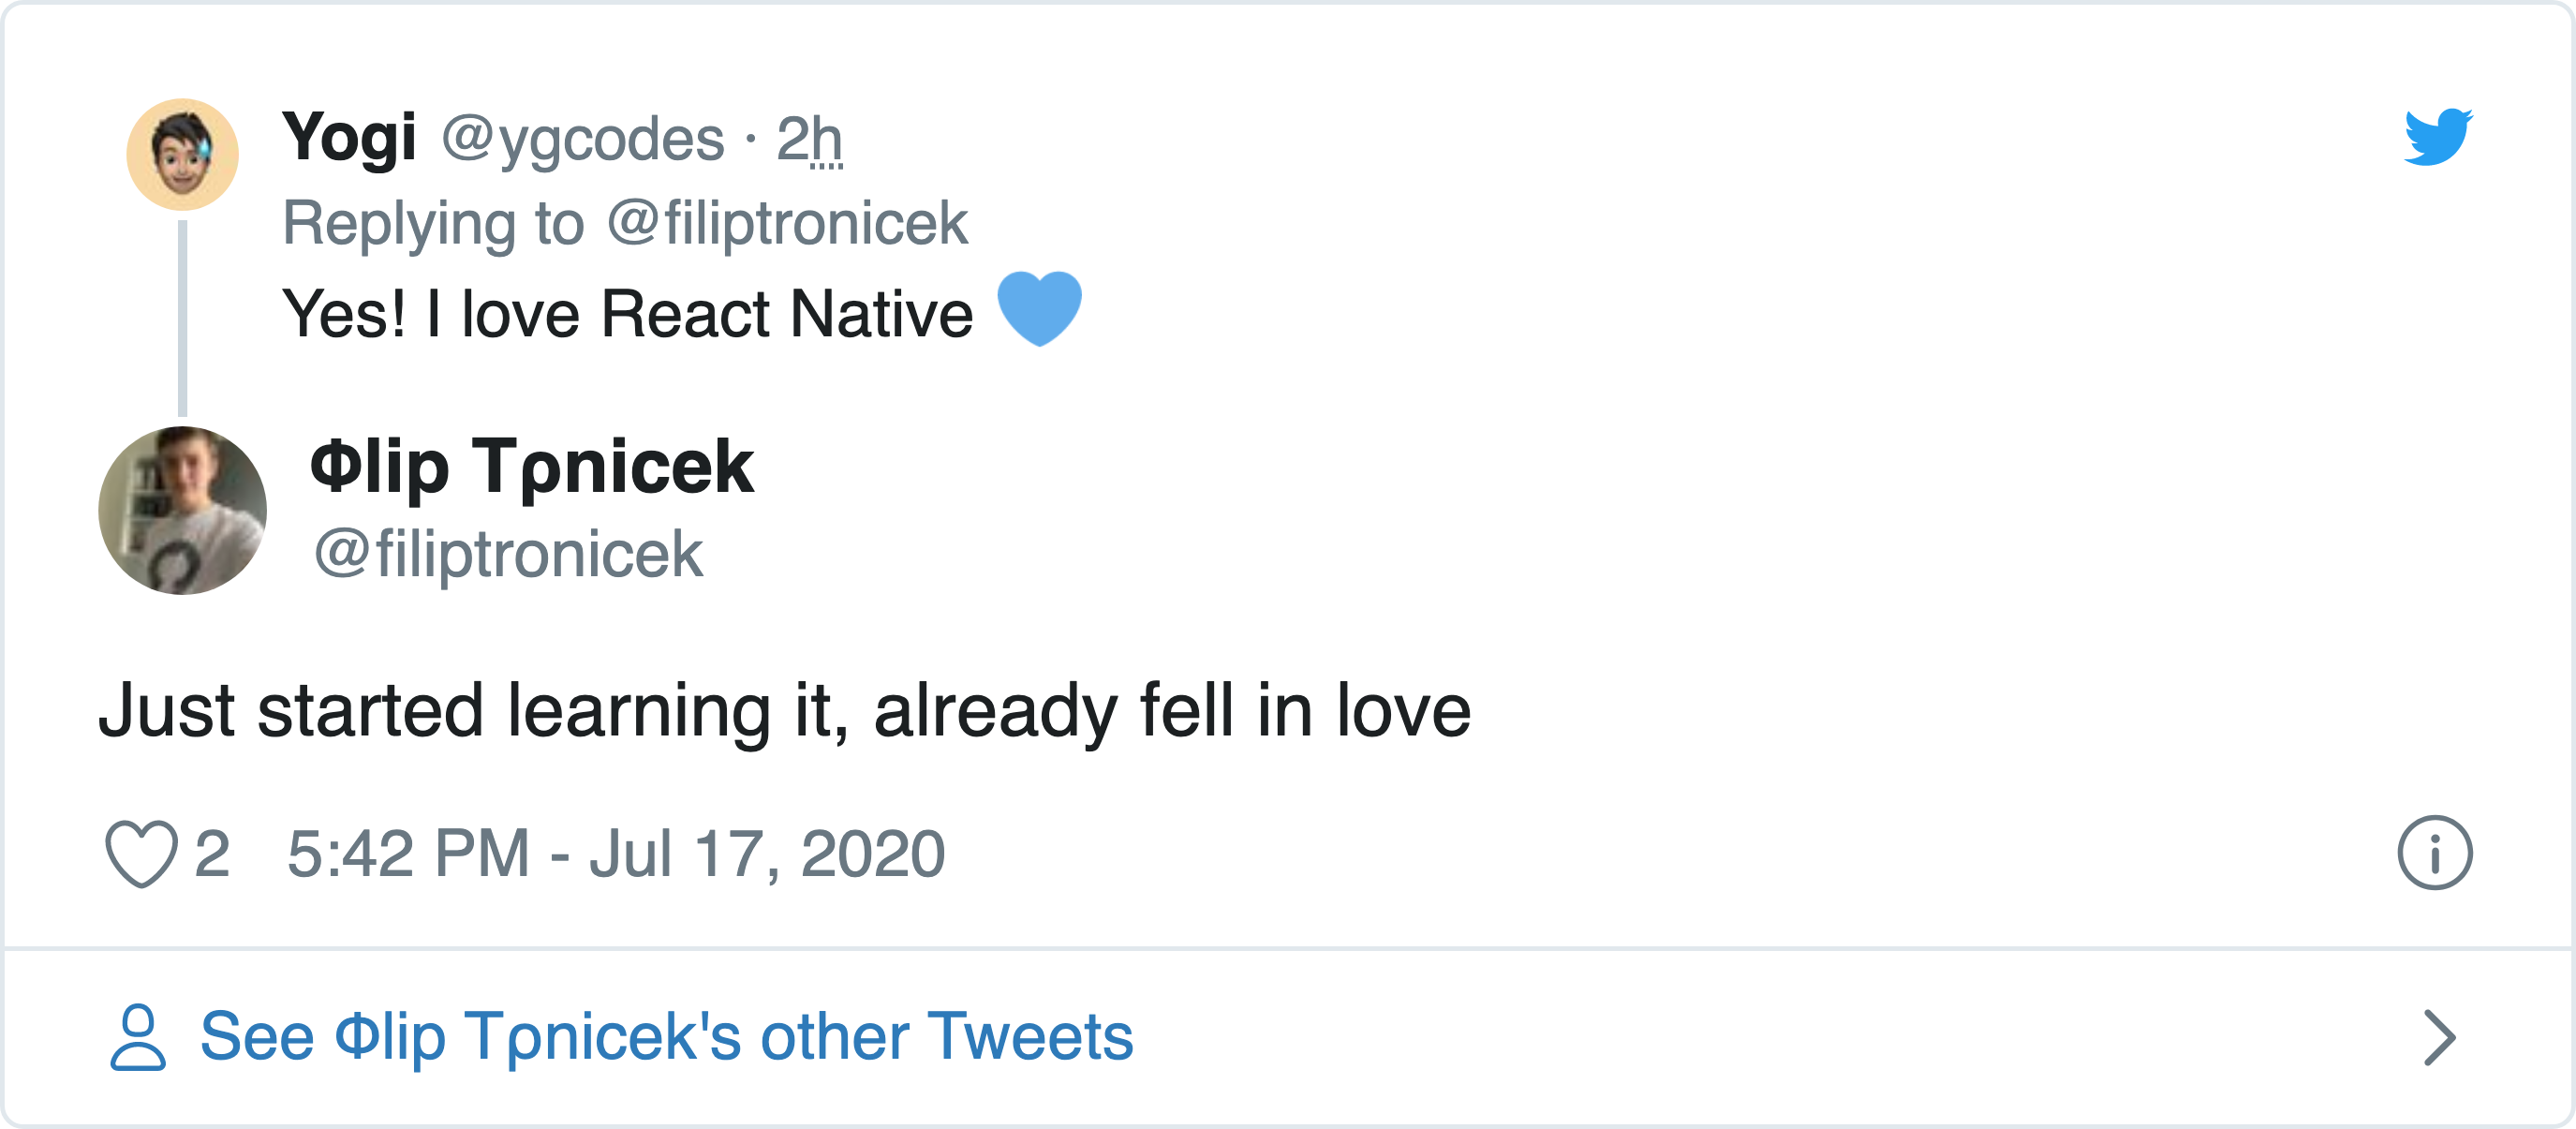 Yogi @ygcodes · 2h
Replying to @filiptronicek
Yes! I love React Native 💙
Φlip Tρnicek
@filiptronicek
Just started learning it, already fell in love
2 5:42 PM - Jul 17, 2020
See Φlip Tρnicek's other Tweets